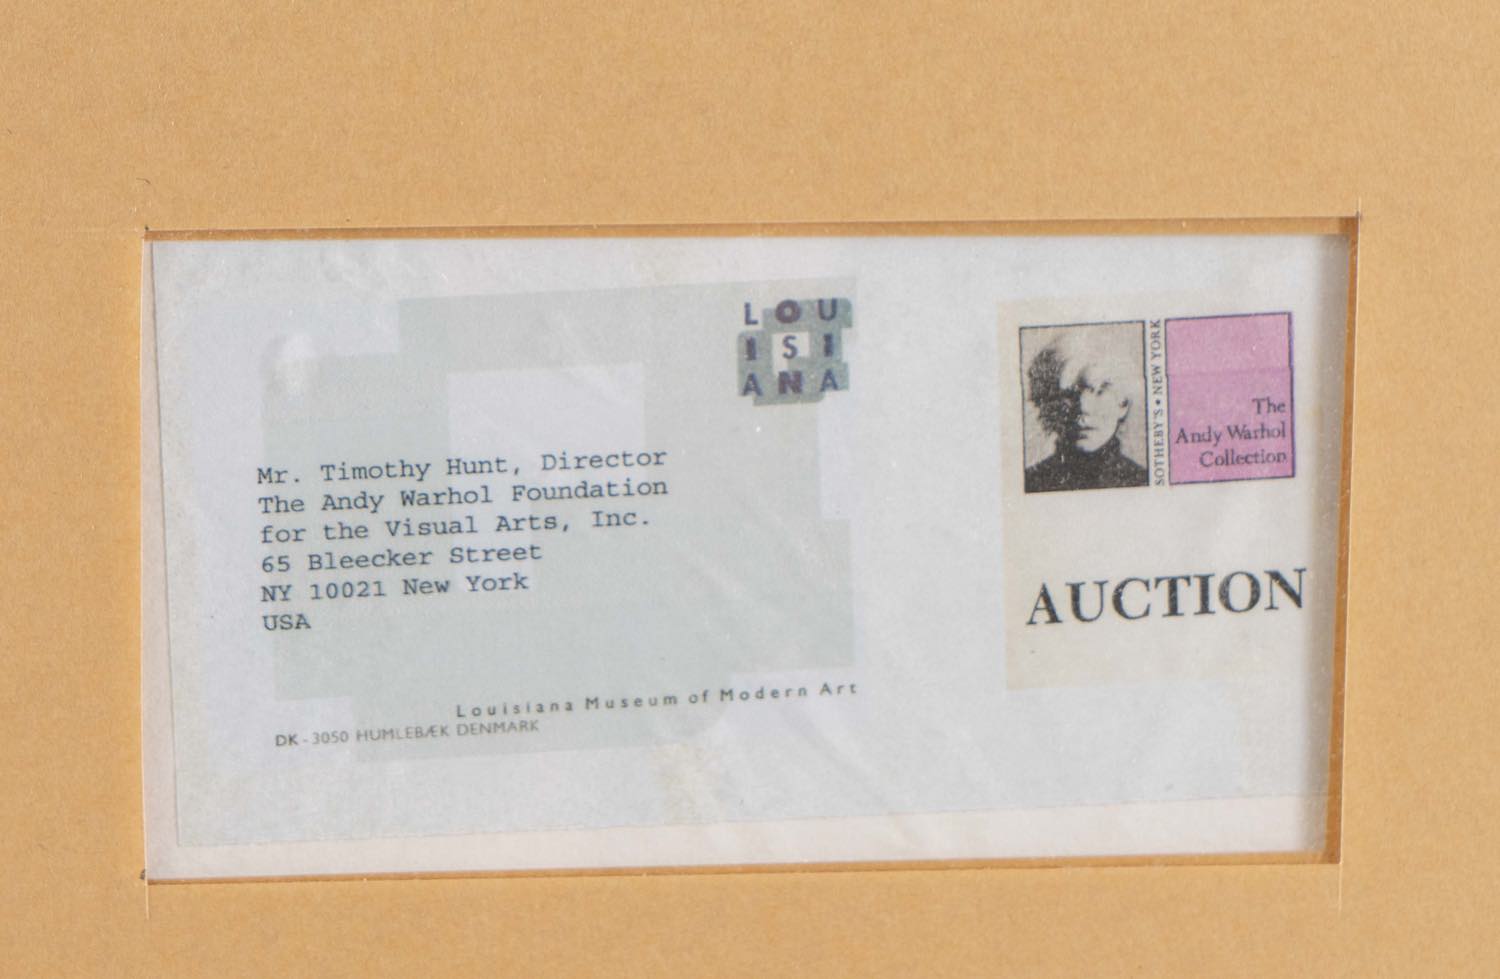 LOU
ISI
ANA
Mr. Timothy Hunt, Director
The Andy Warhol Foundation
for the Visual Arts, Inc.
65 Bleecker Street
NY 10021 New York
USA
Louisiana Museum of Modern Art
DK-3050 HUMLEBÆK DENMARK
SOTHEBY'S • NEW YORK
The
Andy Warhol
Collection
AUCTION